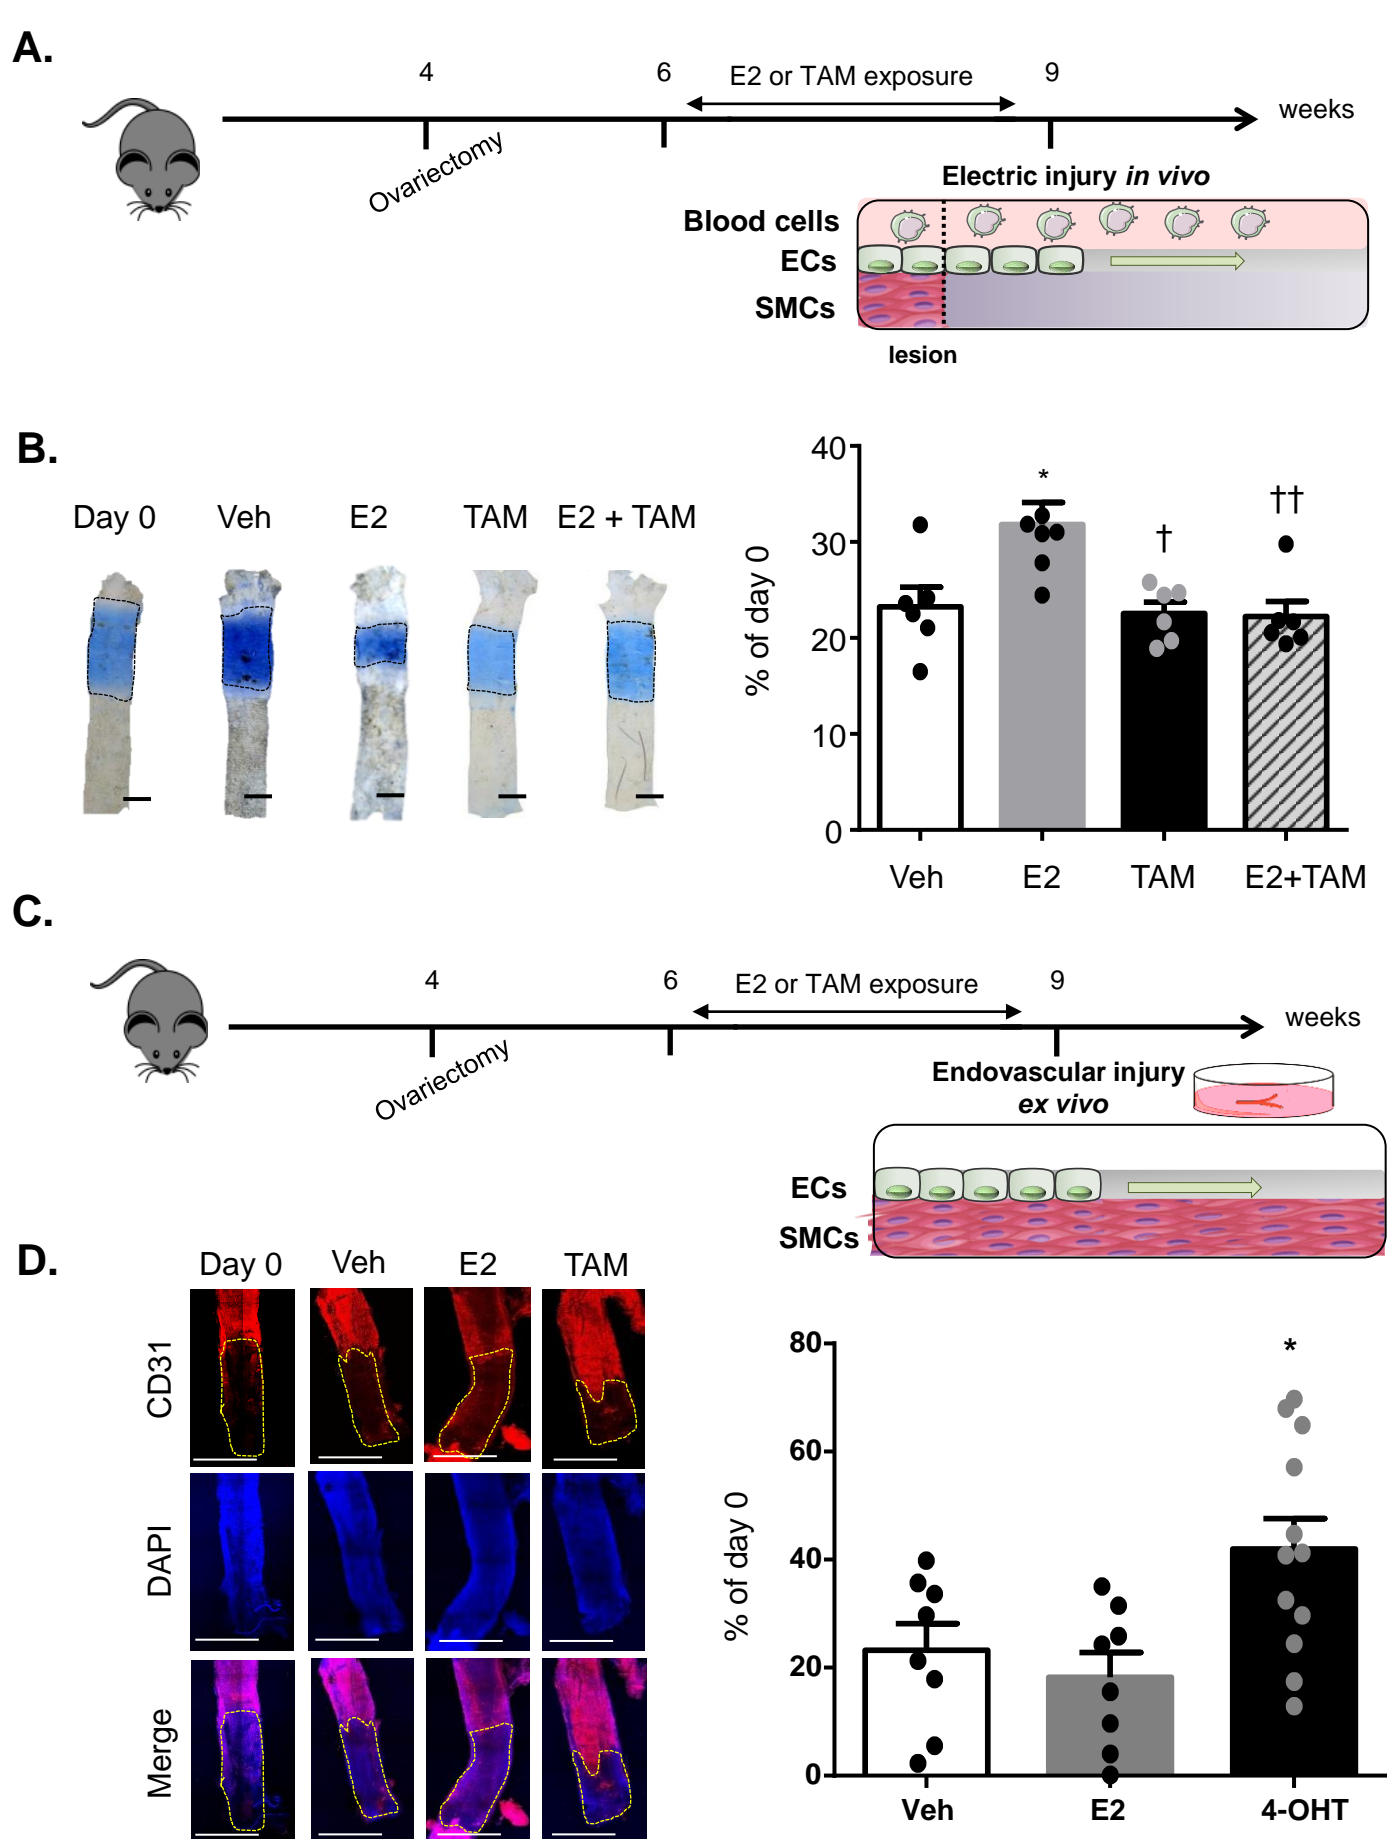 A.
4
6
E2 or TAM exposure
9
weeks
Ovariectomy
Electric injury in vivo
Blood cells
ECs
SMCs
lesion
B.
Day 0
Veh
E2
TAM
E2 + TAM
% of day 0
40
30
20
10
0
*
†
††
Veh
E2
TAM
E2+TAM
C.
4
6
E2 or TAM exposure
9
weeks
Ovariectomy
Endovascular injury
ex vivo
ECs
SMCs
D.
Day 0
Veh
E2
TAM
CD31
DAPI
Merge
% of day 0
80
60
40
20
0
*
Veh
E2
4-OHT